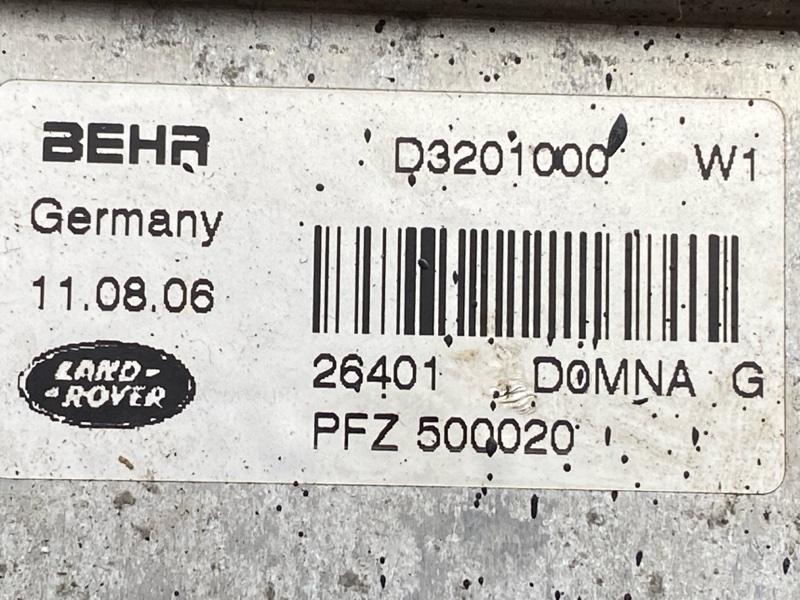 BEHR D3201000 W1
Germany
11.08.06
LAND-
-ROVER
26401 D0MNA G
PFZ 500020